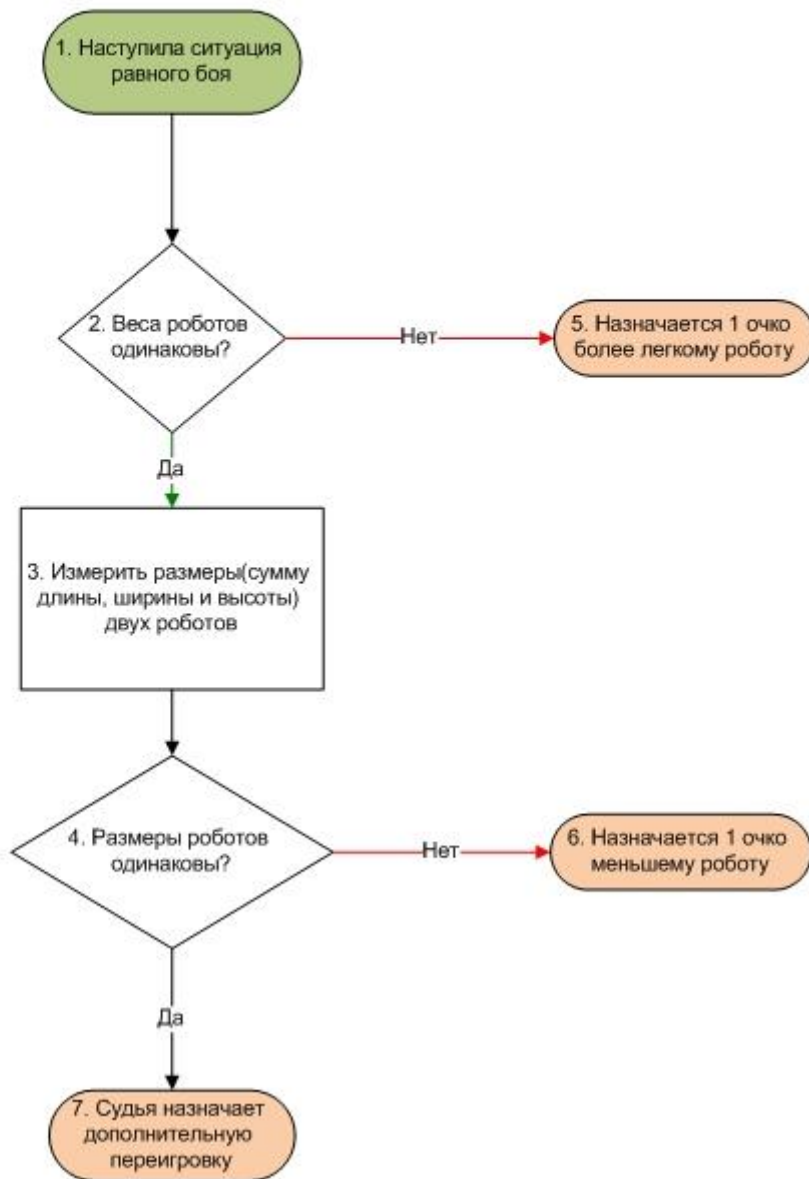 1. Наступила ситуация
равного боя
2. Веса роботов
одинаковы?
Нет
5. Назначается 1 очко
более легкому роботу
Да
3. Измерить размеры(сумму
длины, ширины и высоты)
двух роботов
4. Размеры роботов
одинаковы?
Нет
6. Назначается 1 очко
меньшему роботу
Да
7. Судья назначает
дополнительную
переигровку